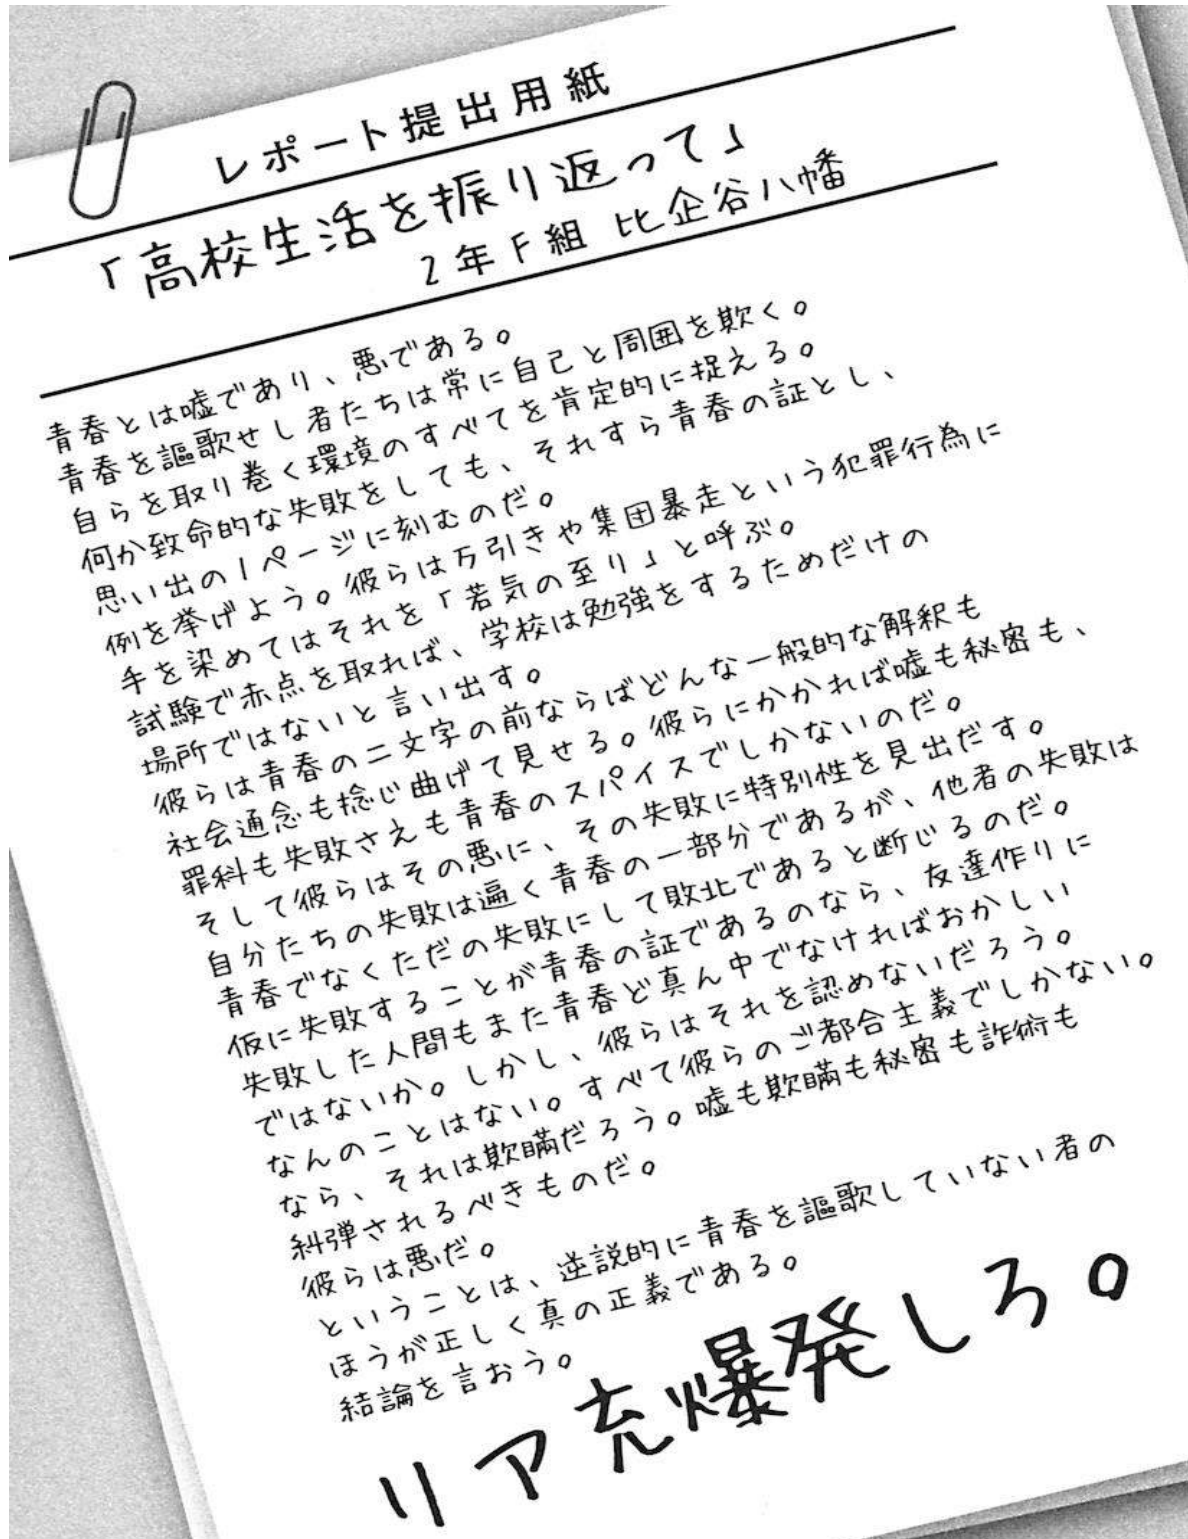 レポート提出用紙
「高校生活を振り返って」
2年F組 比企谷八幡
青春とは嘘であり、悪である。
青春を謳歌せし者たちは常に自己と周囲を欺く。
自らを取り巻く環境のすべてを肯定的に捉える。
何か致命的な失敗をしても、それすら青春の証とし、
思い出の1ページに刻むのだ。
例を挙げよう。彼らは万引きや集団暴走という犯罪行為に
手を染めてはそれを「若気の至り」と呼ぶ。
試験で赤点を取れば、学校は勉強をするためだけの
場所ではないと言い出す。
彼らは青春の二文字の前ならばどんな一般的な解釈も
社会通念も捻じ曲げて見せる。彼らにかかれば嘘も秘密も、
罪科も失敗さえも青春のスパイスでしかないのだ。
そして彼らはその悪に、その失敗に特別性を見出だす。
自分たちの失敗は遍く青春の一部分であるが、他者の失敗は
青春でなくただの失敗にして敗北であると断じるのだ。
仮に失敗することが青春の証であるのなら、友達作りに
失敗した人間もまた青春ど真ん中でなければおかしい
ではないか。しかし、彼らはそれを認めないだろう。
なんのことはない。すべて彼らのご都合主義でしかない。
なら、それは欺瞞だろう。嘘も欺瞞も秘密も詐術も
糾弾されるべきものだ。
彼らは悪だ。
ということは、逆説的に青春を謳歌していない者の
ほうが正しく真の正義である。
結論を言おう。
リア充爆発しろ。